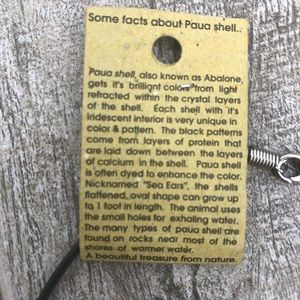 Some facts about Paua shell..
Paua shell, also known as Abalone,
gets it's brilliant colors from light
refracted within the crystal layers
of the shell. Each shell with it's
iridescent interior is very unique in
color & pattern. The black patterns
come from layers of protein that
are laid down between the layers
of calcium in the shell. Paua shell
is often dyed to enhance the color.
Nicknamed "Sea Ears", the shells
flattened, oval shape can grow up
to 1 foot in length. The animal uses
the small holes for exhaling water.
The many types of paua shell are
found on rocks near most of the
shores of warmer water.
A beautiful treasure from nature.